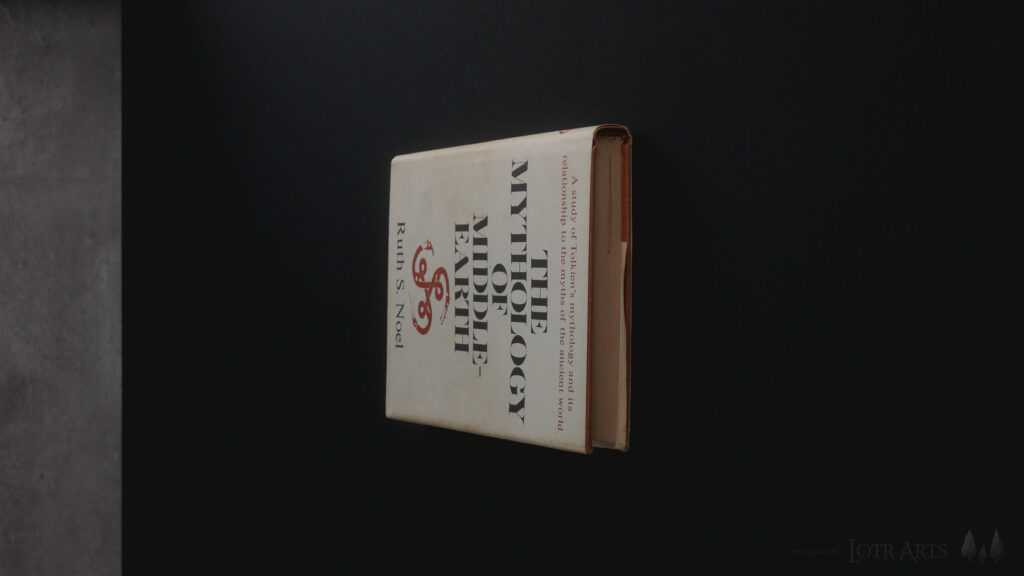 A study of Tolkien's mythology and its
relationship to the myths of the ancient world
THE
MYTHOLOGY
OF
MIDDLE-
EARTH
Ruth S. Noel
LOTR ARTS